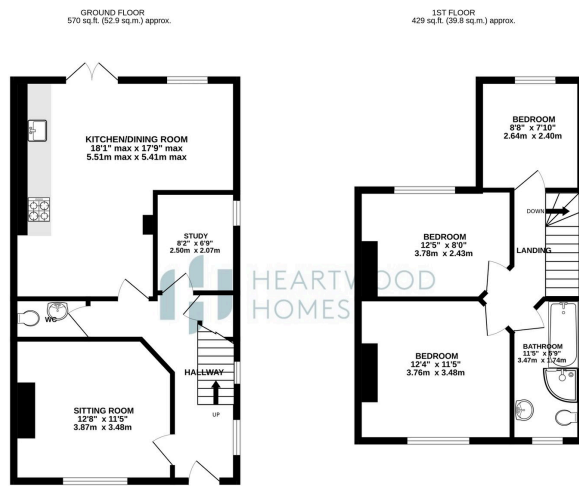 GROUND FLOOR
570 sq.ft. (52.9 sq.m.) approx.
KITCHEN/DINING ROOM
18'1" max x 17'9" max
5.51m max x 5.41m max
STUDY
8'2" x 6'9"
2.50m x 2.07m
WC
HALLWAY
UP
SITTING ROOM
12'8" x 11'5"
3.87m x 3.48m
HEARTWOOD
HOMES
1ST FLOOR
429 sq.ft. (39.8 sq.m.) approx.
BEDROOM
8'8" x 7'10"
2.64m x 2.40m
DOWN
LANDING
BEDROOM
12'5" x 8'0"
3.78m x 2.43m
BEDROOM
12'4" x 11'5"
3.76m x 3.48m
BATHROOM
11'5" x 5'9"
3.47m x 1.74m